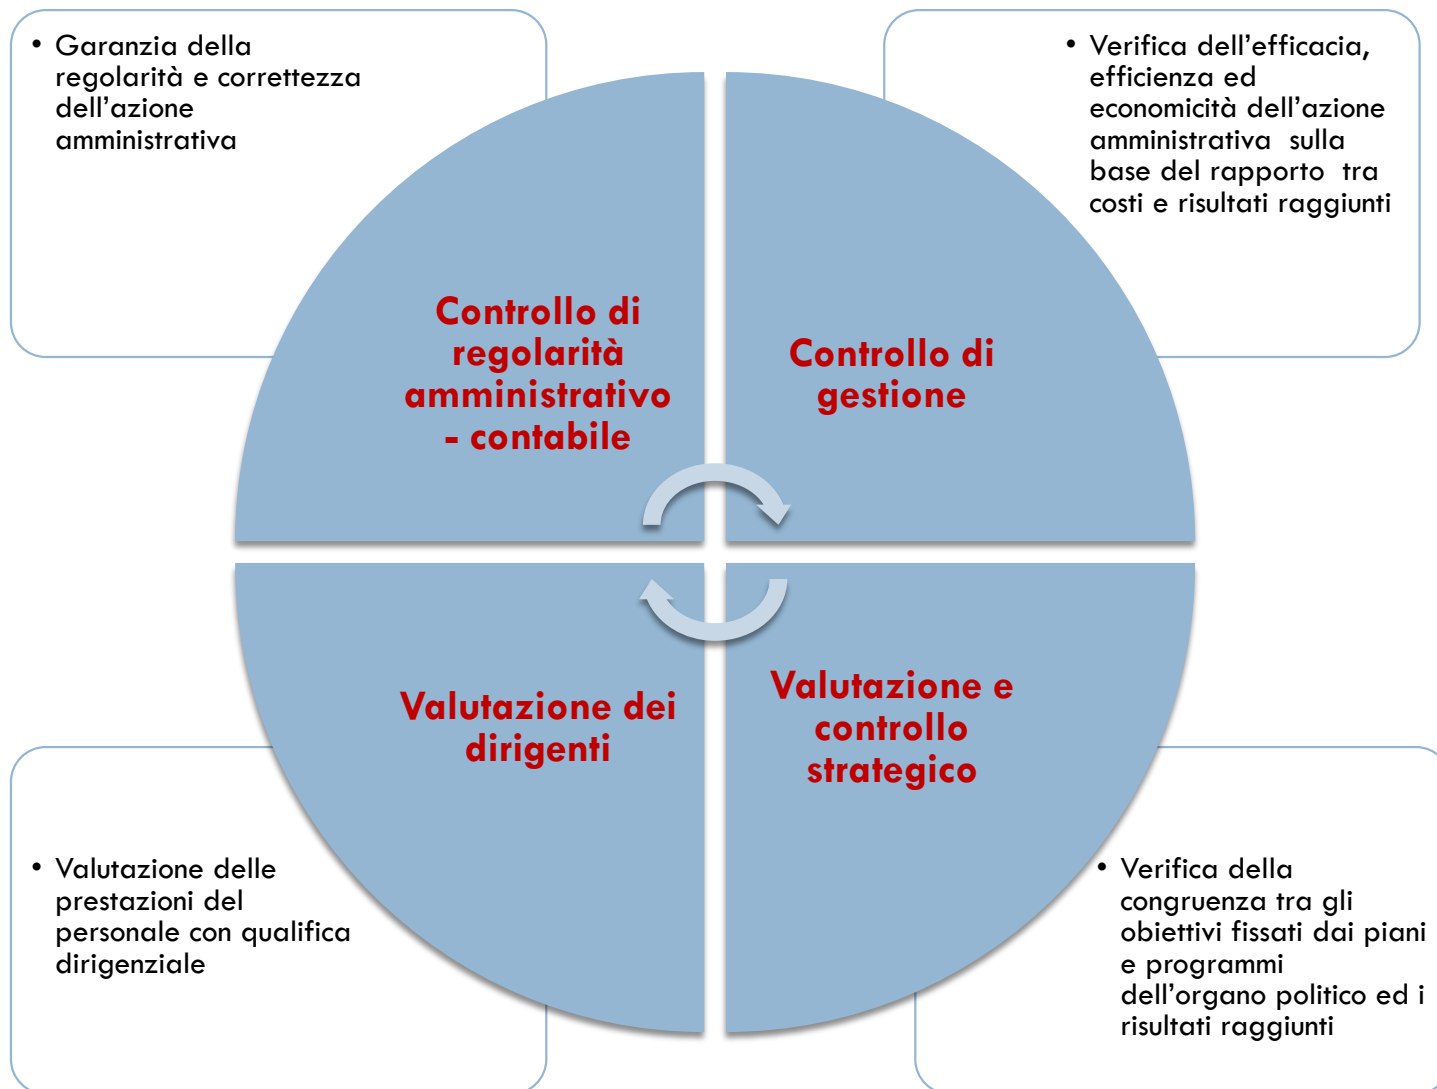 • Garanzia della
regolarità e correttezza
dell’azione
amministrativa
• Verifica dell’efficacia,
efficienza ed
economicità dell’azione
amministrativa sulla
base del rapporto tra
costi e risultati raggiunti
Controllo di
regolarità
amministrativo
- contabile
Controllo di
gestione
Valutazione dei
dirigenti
Valutazione e
controllo
strategico
• Valutazione delle
prestazioni del
personale con qualifica
dirigenziale
• Verifica della
congruenza tra gli
obiettivi fissati dai piani
e programmi
dell’organo politico ed i
risultati raggiunti